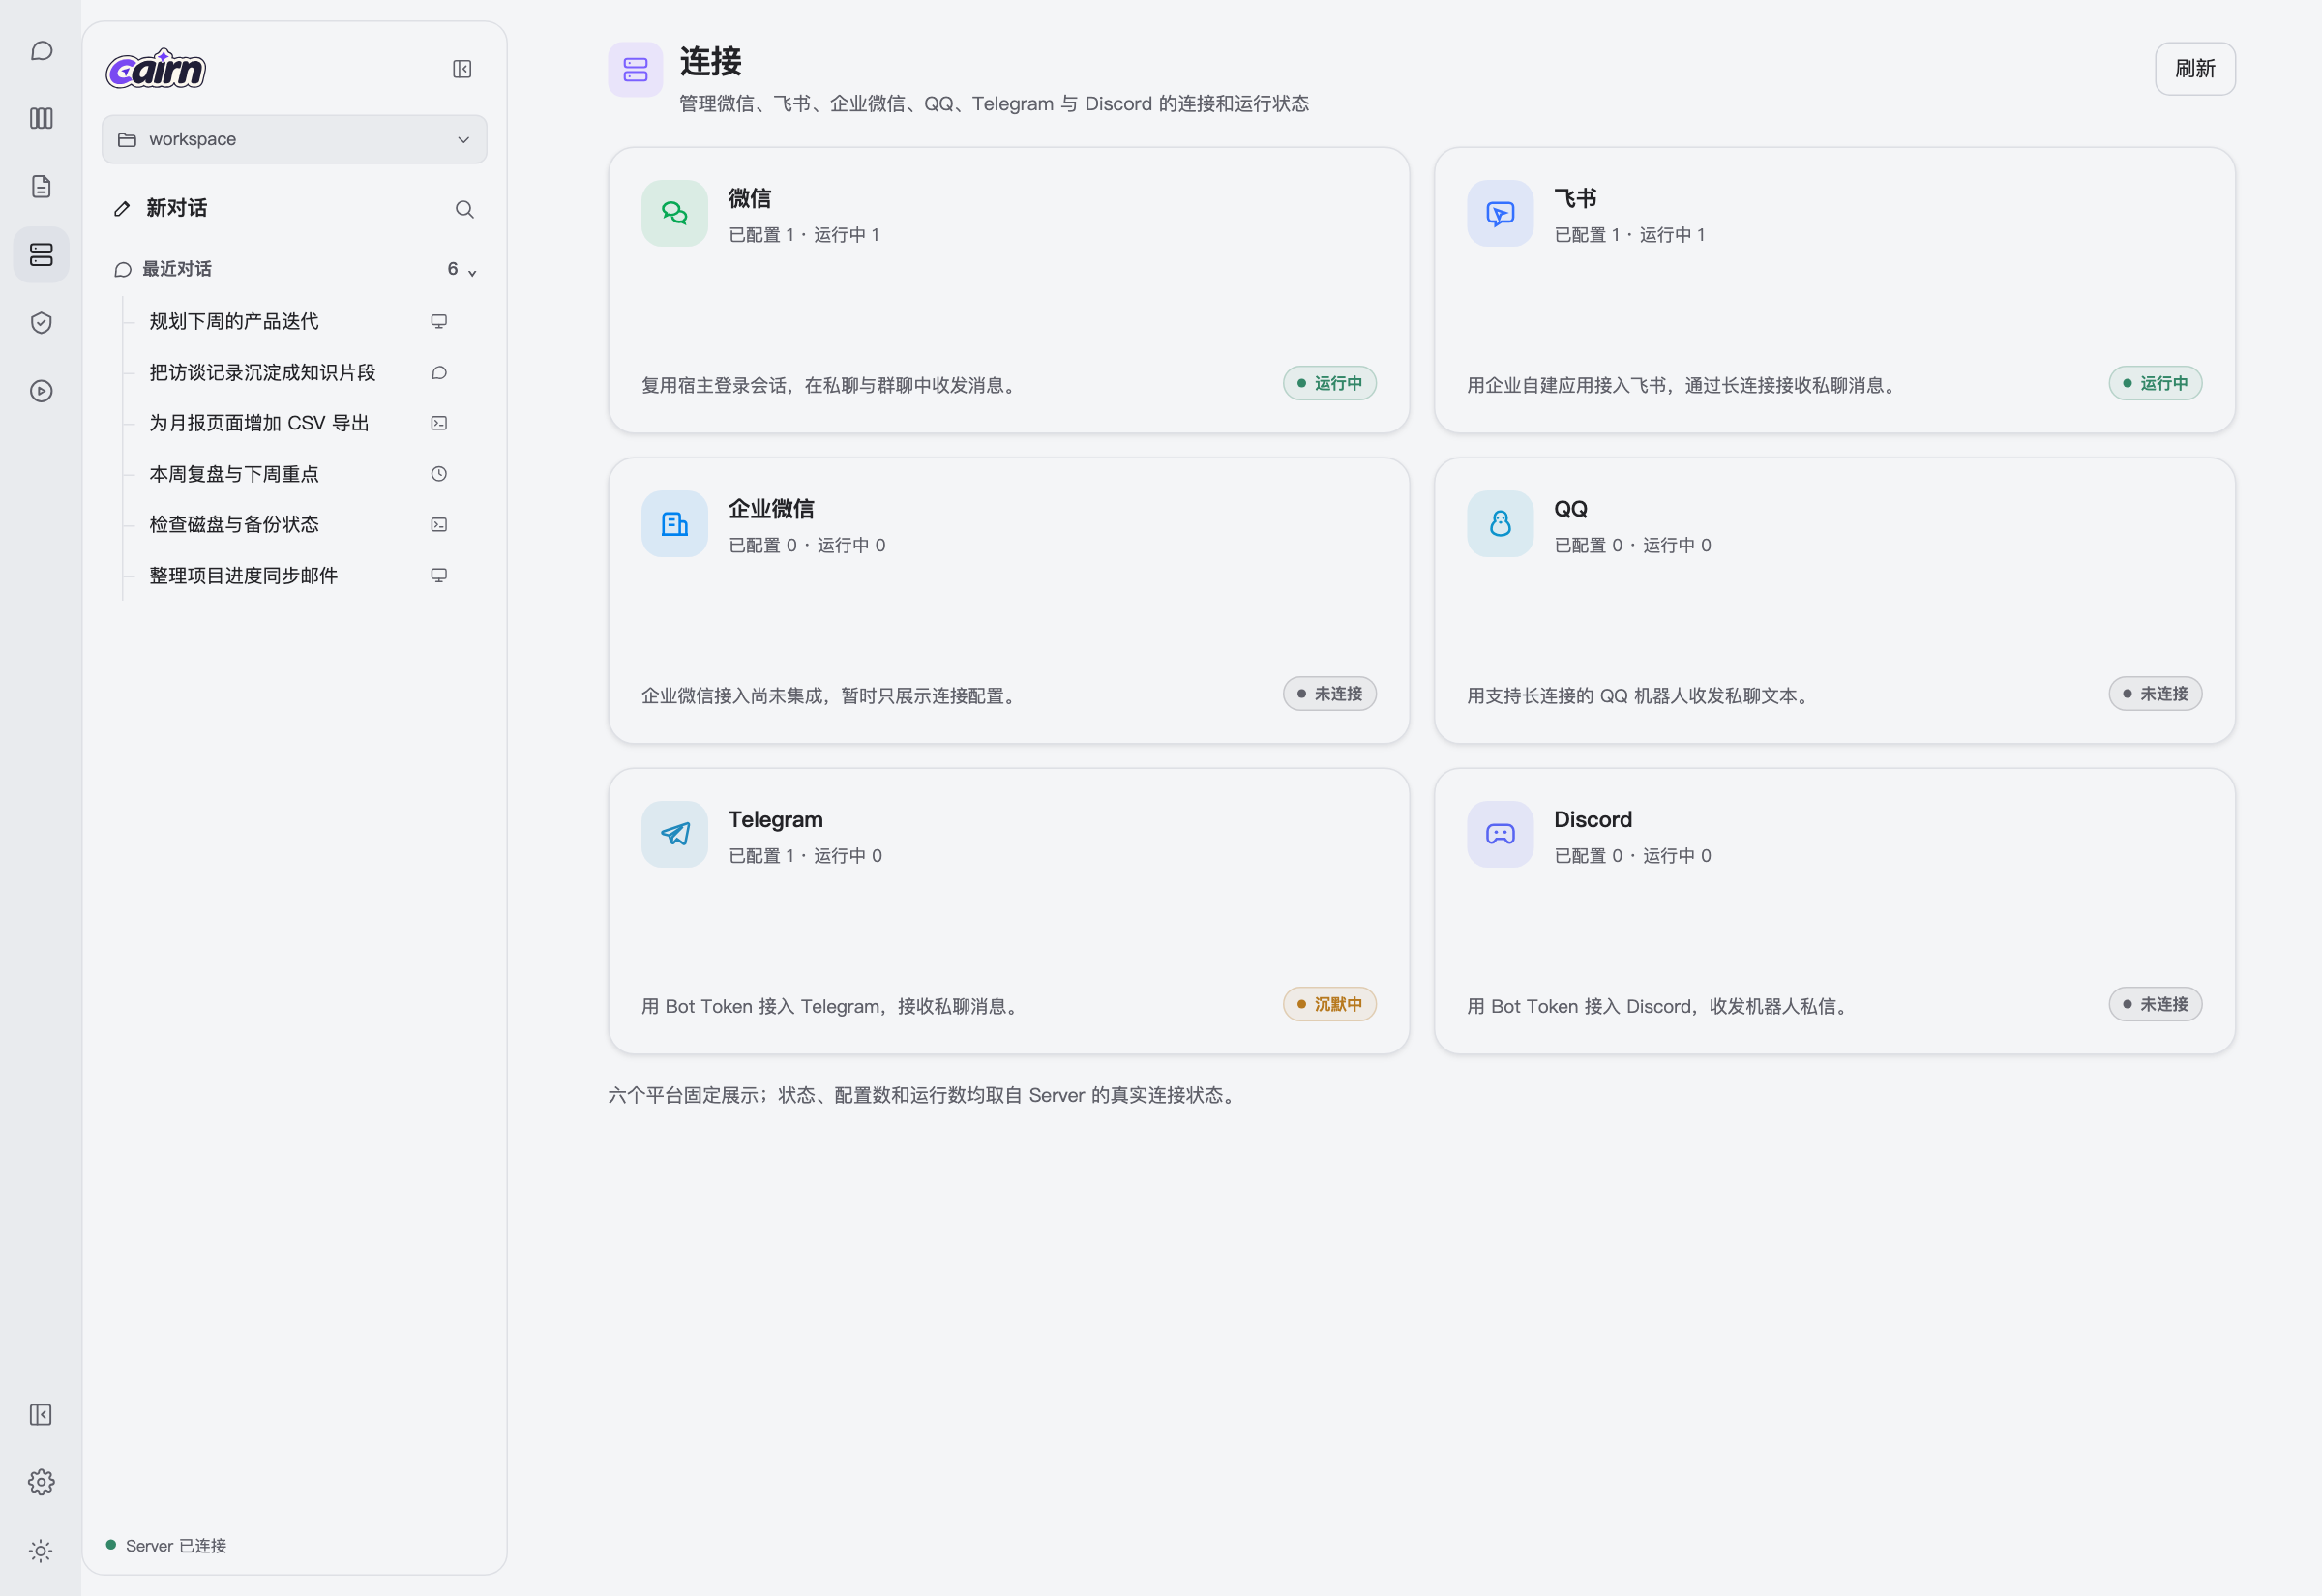 cairn
workspace
新对话
最近对话 6
规划下周的产品迭代
把访谈记录沉淀成知识片段
为月报页面增加 CSV 导出
本周复盘与下周重点
检查磁盘与备份状态
整理项目进度同步邮件
Server 已连接
连接
管理微信、飞书、企业微信、QQ、Telegram 与 Discord 的连接和运行状态
刷新
微信
已配置 1 · 运行中 1
复用宿主登录会话，在私聊与群聊中收发消息。
运行中
飞书
已配置 1 · 运行中 1
用企业自建应用接入飞书，通过长连接接收私聊消息。
运行中
企业微信
已配置 0 · 运行中 0
企业微信接入尚未集成，暂时只展示连接配置。
未连接
QQ
已配置 0 · 运行中 0
用支持长连接的 QQ 机器人收发私聊文本。
未连接
Telegram
已配置 1 · 运行中 0
用 Bot Token 接入 Telegram，接收私聊消息。
沉默中
Discord
已配置 0 · 运行中 0
用 Bot Token 接入 Discord，收发机器人私信。
未连接
六个平台固定展示；状态、配置数和运行数均取自 Server 的真实连接状态。